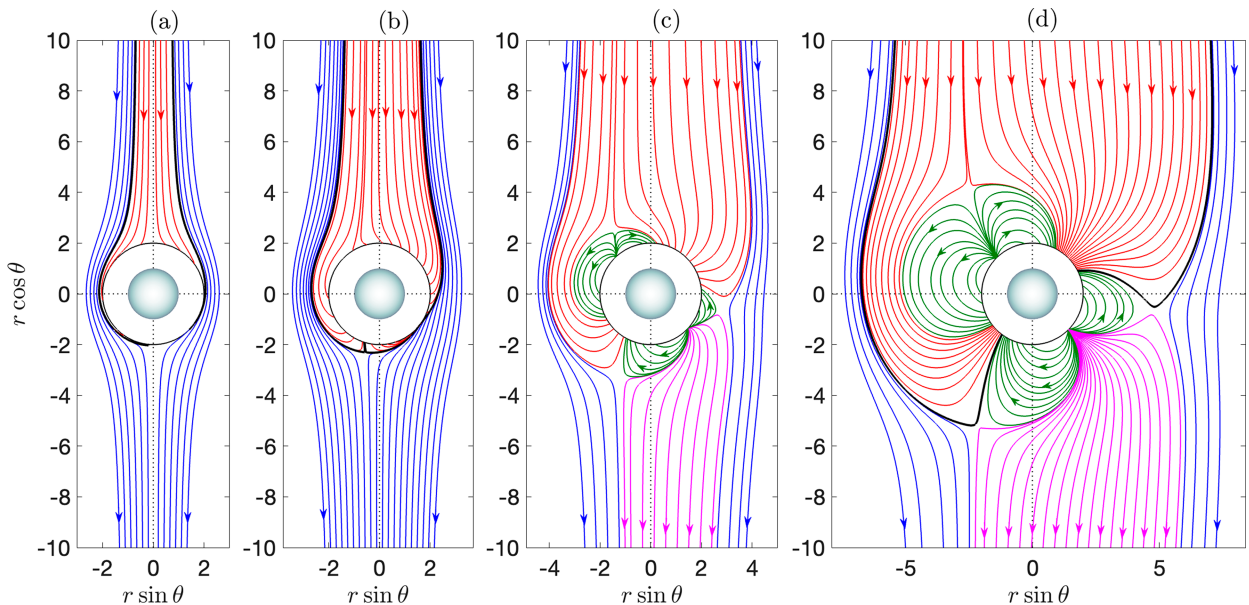 (a) (b) (c) (d)
10 10 10 10
8 8 8 8
6 6 6 6
4 4 4 4
2 2 2 2
0 0 0 0
-2 -2 -2 -2
-4 -4 -4 -4
-6 -6 -6 -6
-8 -8 -8 -8
-10 -10 -10 -10
-2 0 2 -2 0 2 -4 -2 0 2 4 -5 0 5
r cos θ
r sin θ r sin θ r sin θ r sin θ